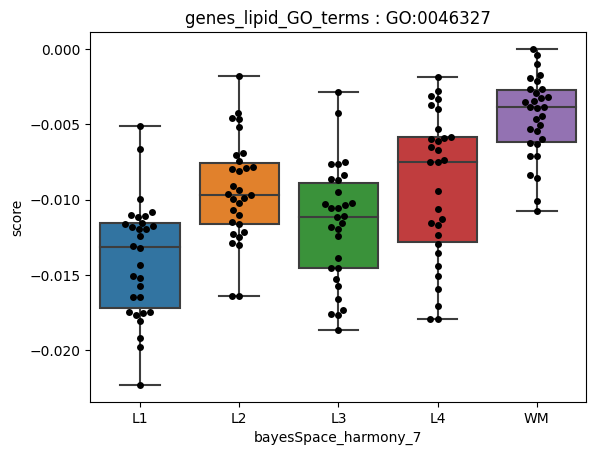 genes_lipid_GO_terms : GO:0046327
0.000
−0.005
−0.010
−0.015
−0.020
score
L1 L2 L3 L4 WM
bayesSpace_harmony_7